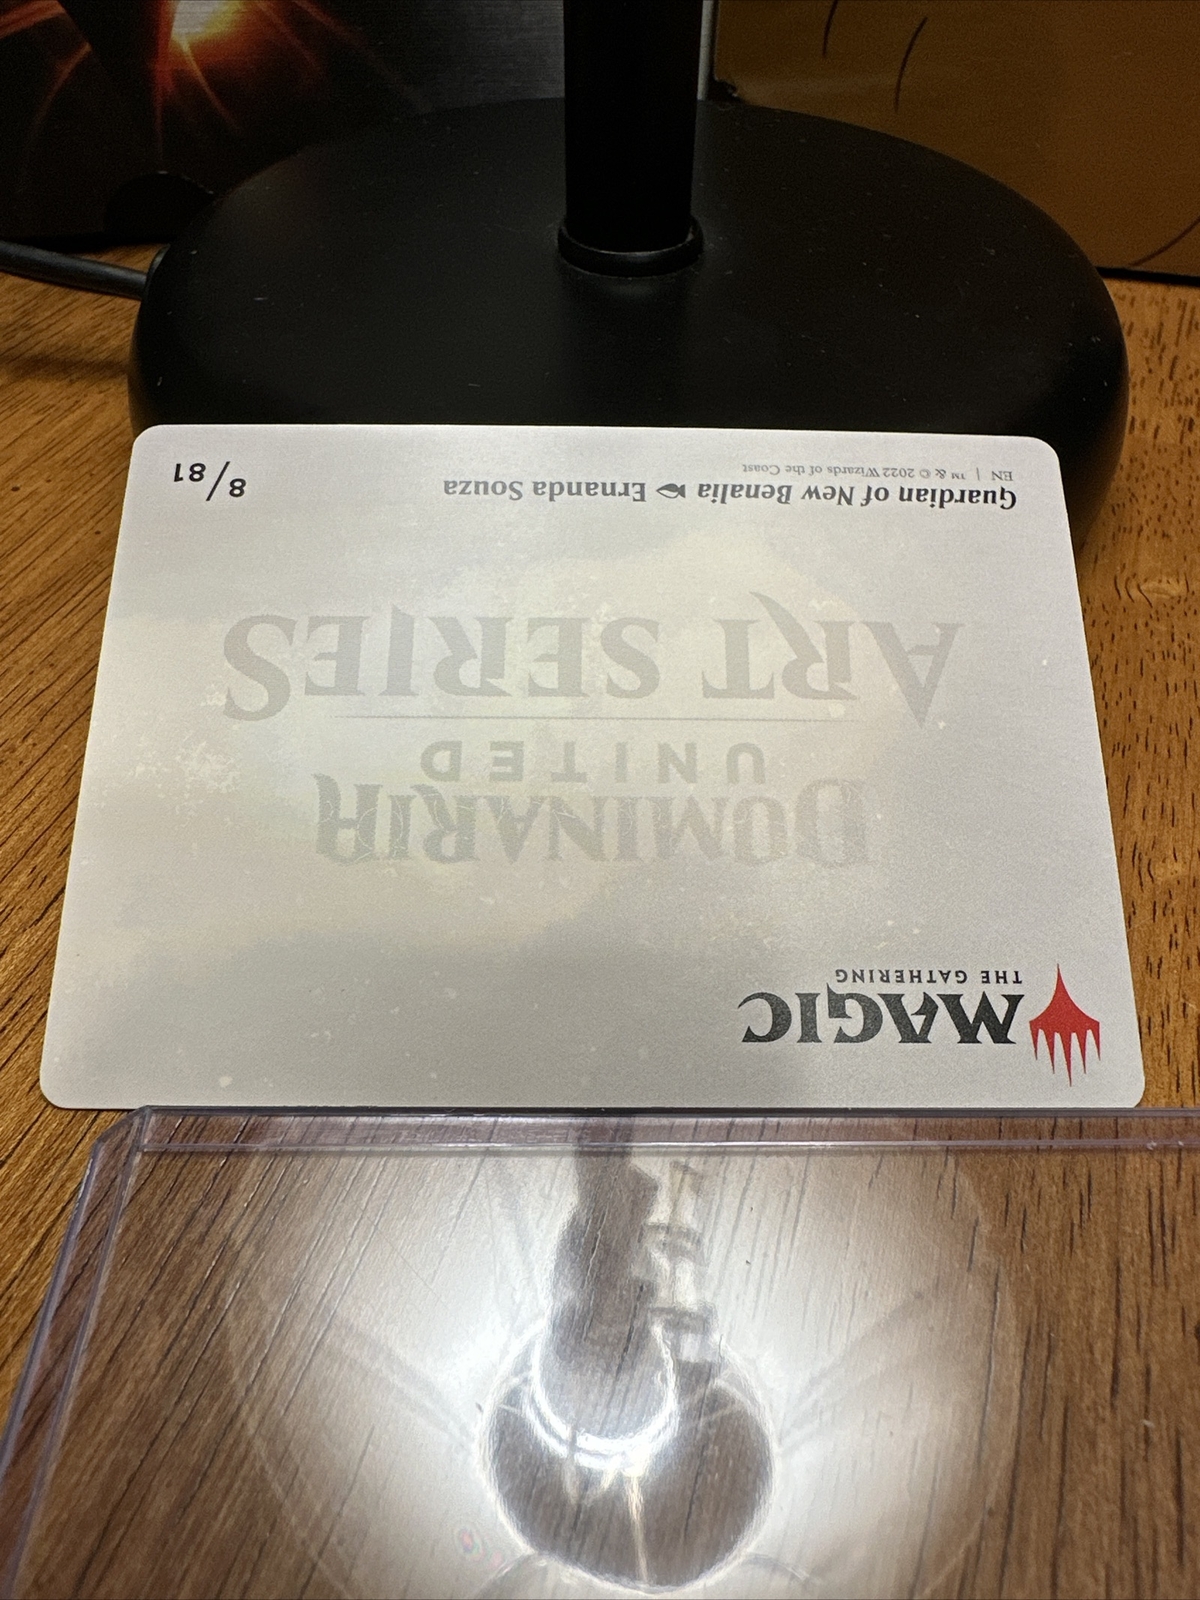 MAGIC
THE GATHERING
DOMINARIA
UNITED
ART SERIES
Guardian of New Benalia Ernanda Souza
EN | ™ & © 2022 Wizards of the Coast
8/81